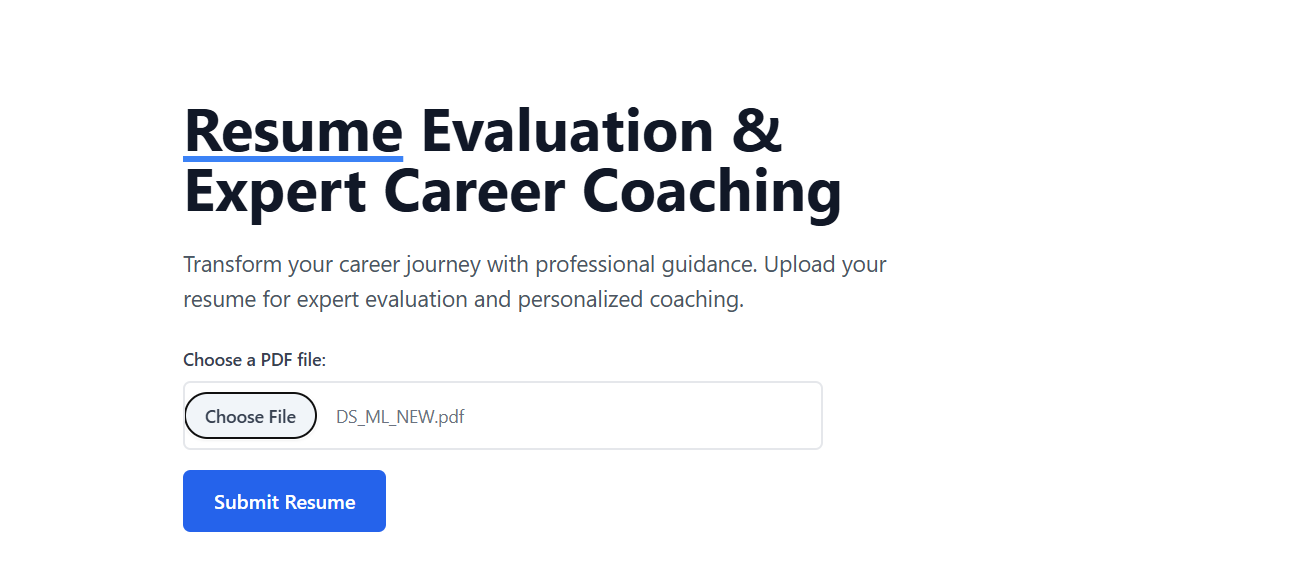 Resume Evaluation &
Expert Career Coaching
Transform your career journey with professional guidance. Upload your
resume for expert evaluation and personalized coaching.
Choose a PDF file:
Choose File DS_ML_NEW.pdf
Submit Resume